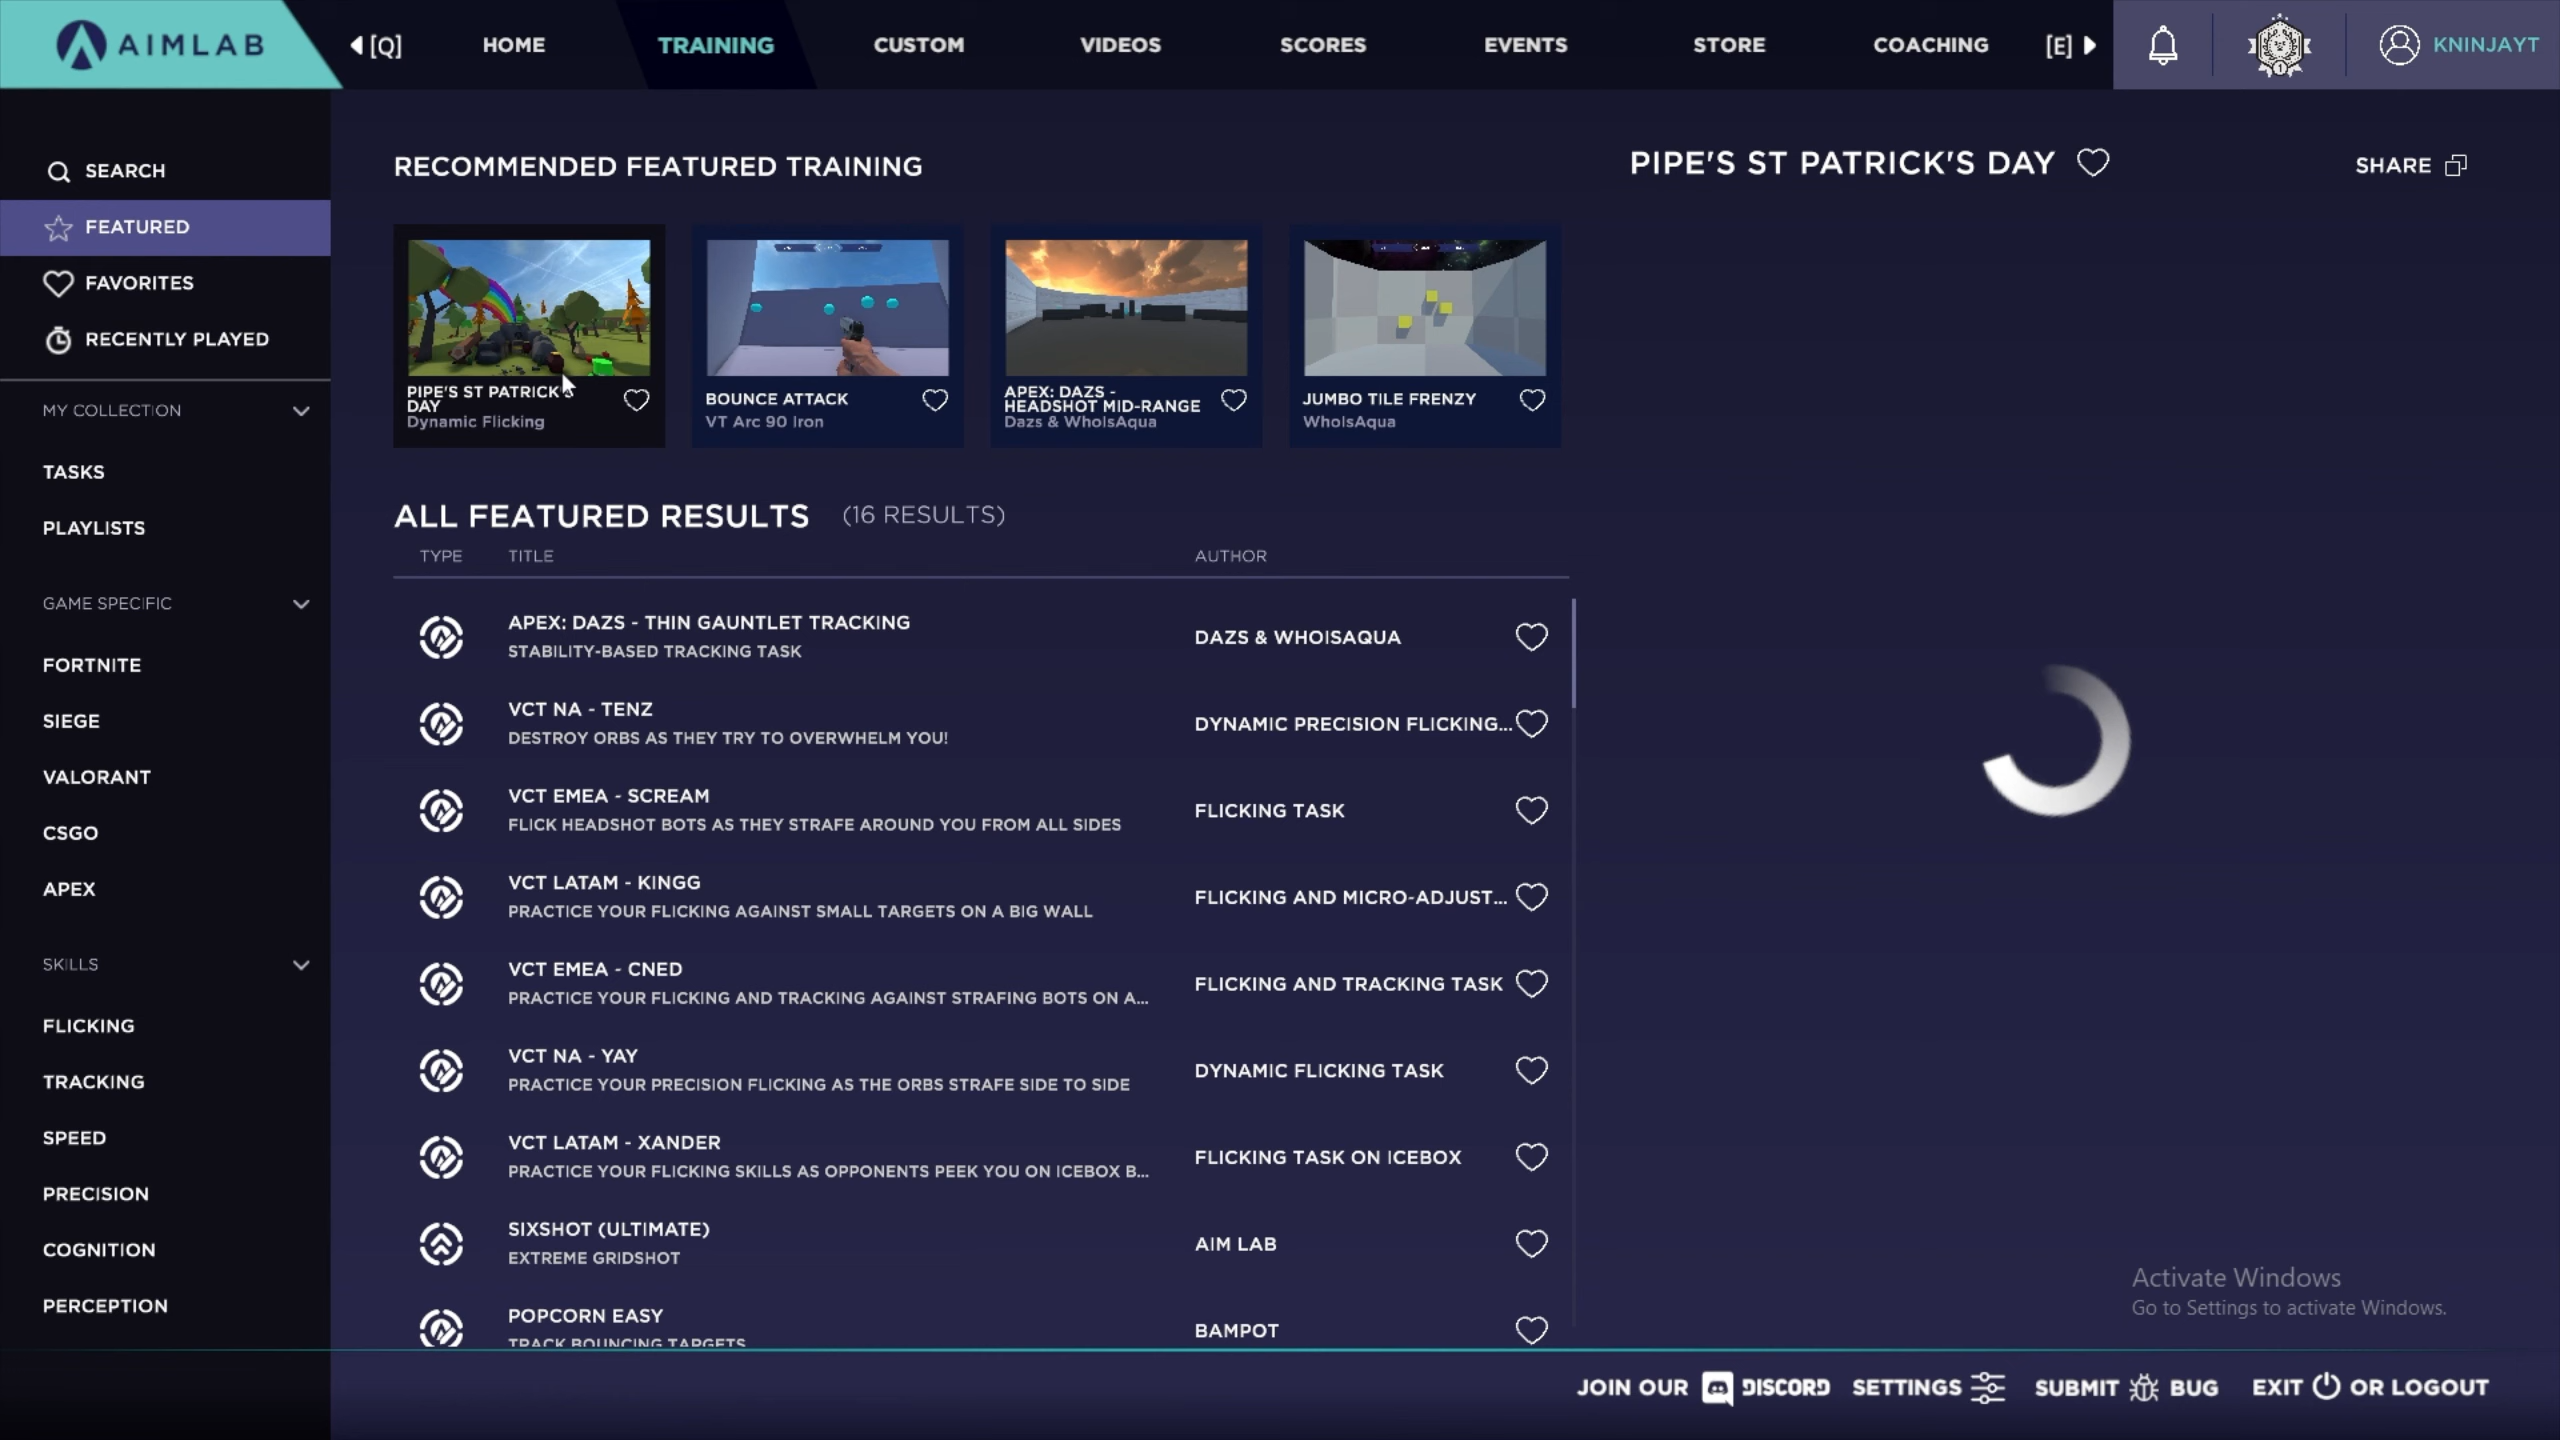 AIMLAB
[Q]
HOME
TRAINING
CUSTOM
VIDEOS
SCORES
EVENTS
STORE
COACHING
[E]
1
KNINJAYT
SEARCH
FEATURED
FAVORITES
RECENTLY PLAYED
MY COLLECTION
TASKS
PLAYLISTS
GAME SPECIFIC
FORTNITE
SIEGE
VALORANT
CSGO
APEX
SKILLS
FLICKING
TRACKING
SPEED
PRECISION
COGNITION
PERCEPTION
RECOMMENDED FEATURED TRAINING
PIPE'S ST PATRICK'S
DAY
Dynamic Flicking
BOUNCE ATTACK
VT Arc 90 Iron
APEX: DAZS -
HEADSHOT MID-RANGE
Dazs & WhoIsAqua
JUMBO TILE FRENZY
WhoIsAqua
ALL FEATURED RESULTS (16 RESULTS)
TYPE TITLE AUTHOR
APEX: DAZS - THIN GAUNTLET TRACKING
STABILITY-BASED TRACKING TASK
DAZS & WHOISAQUA
VCT NA - TENZ
DESTROY ORBS AS THEY TRY TO OVERWHELM YOU!
DYNAMIC PRECISION FLICKING...
VCT EMEA - SCREAM
FLICK HEADSHOT BOTS AS THEY STRAFE AROUND YOU FROM ALL SIDES
FLICKING TASK
VCT LATAM - KINGG
PRACTICE YOUR FLICKING AGAINST SMALL TARGETS ON A BIG WALL
FLICKING AND MICRO-ADJUST...
VCT EMEA - CNED
PRACTICE YOUR FLICKING AND TRACKING AGAINST STRAFING BOTS ON A...
FLICKING AND TRACKING TASK
VCT NA - YAY
PRACTICE YOUR PRECISION FLICKING AS THE ORBS STRAFE SIDE TO SIDE
DYNAMIC FLICKING TASK
VCT LATAM - XANDER
PRACTICE YOUR FLICKING SKILLS AS OPPONENTS PEEK YOU ON ICEBOX B...
FLICKING TASK ON ICEBOX
SIXSHOT (ULTIMATE)
EXTREME GRIDSHOT
AIM LAB
POPCORN EASY
TRACK BOUNCING TARGETS
BAMPOT
PIPE'S ST PATRICK'S DAY
SHARE
Activate Windows
Go to Settings to activate Windows.
JOIN OUR DISCORD
SETTINGS
SUBMIT BUG
EXIT OR LOGOUT